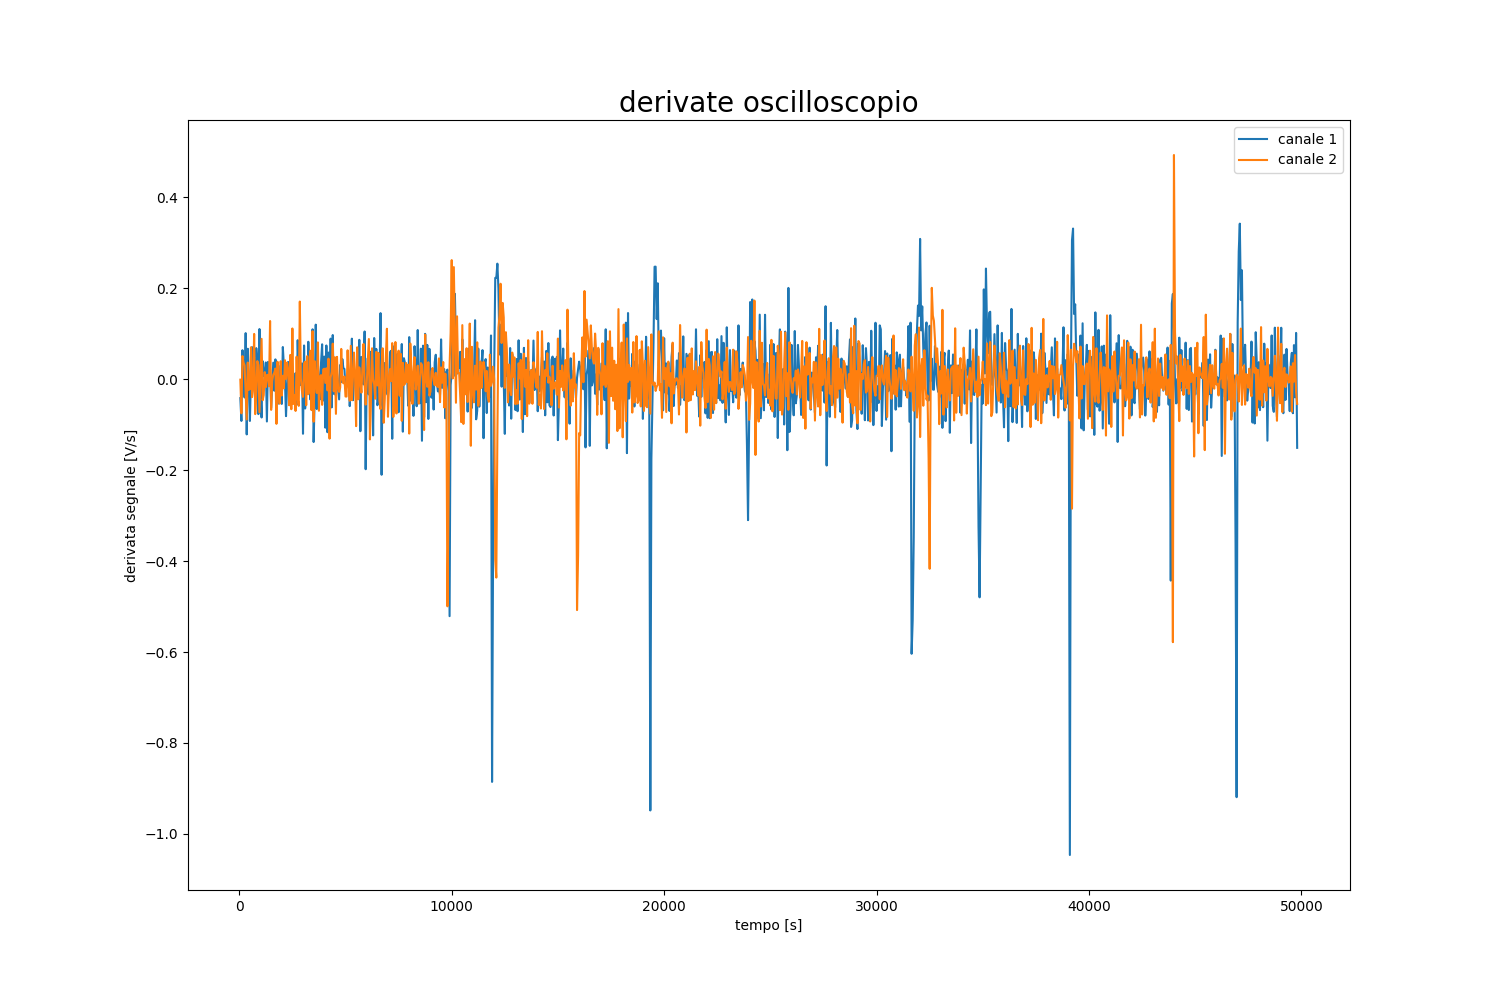 derivate oscilloscopio
canale 1
canale 2
0.4
0.2
0.0
−0.2
−0.4
−0.6
−0.8
−1.0
derivata segnale [V/s]
0 10000 20000 30000 40000 50000
tempo [s]